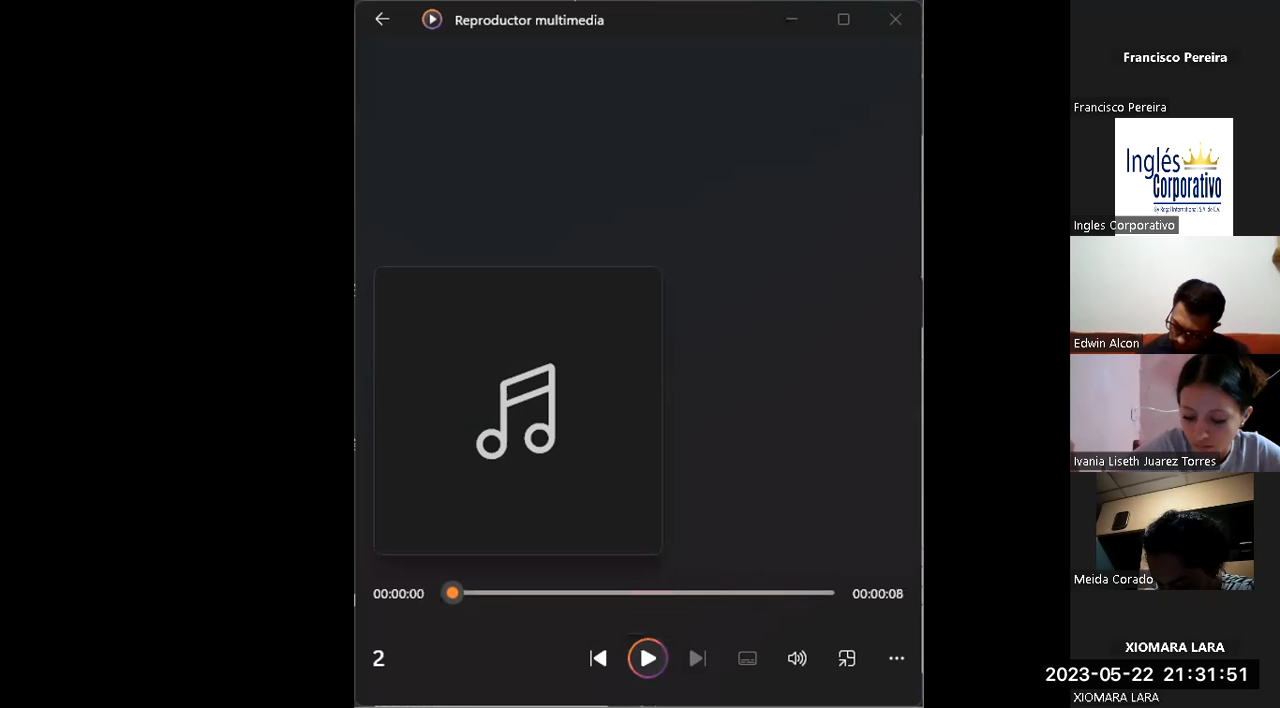 Reproductor multimedia
00:00:00
00:00:08
2
Francisco Pereira
Francisco Pereira
Inglés
Corporativo
Ingles Corporativo
Edwin Alcon
Ivania Liseth Juarez Torres
Meida Corado
XIOMARA LARA
2023-05-22 21:31:51
XIOMARA LARA